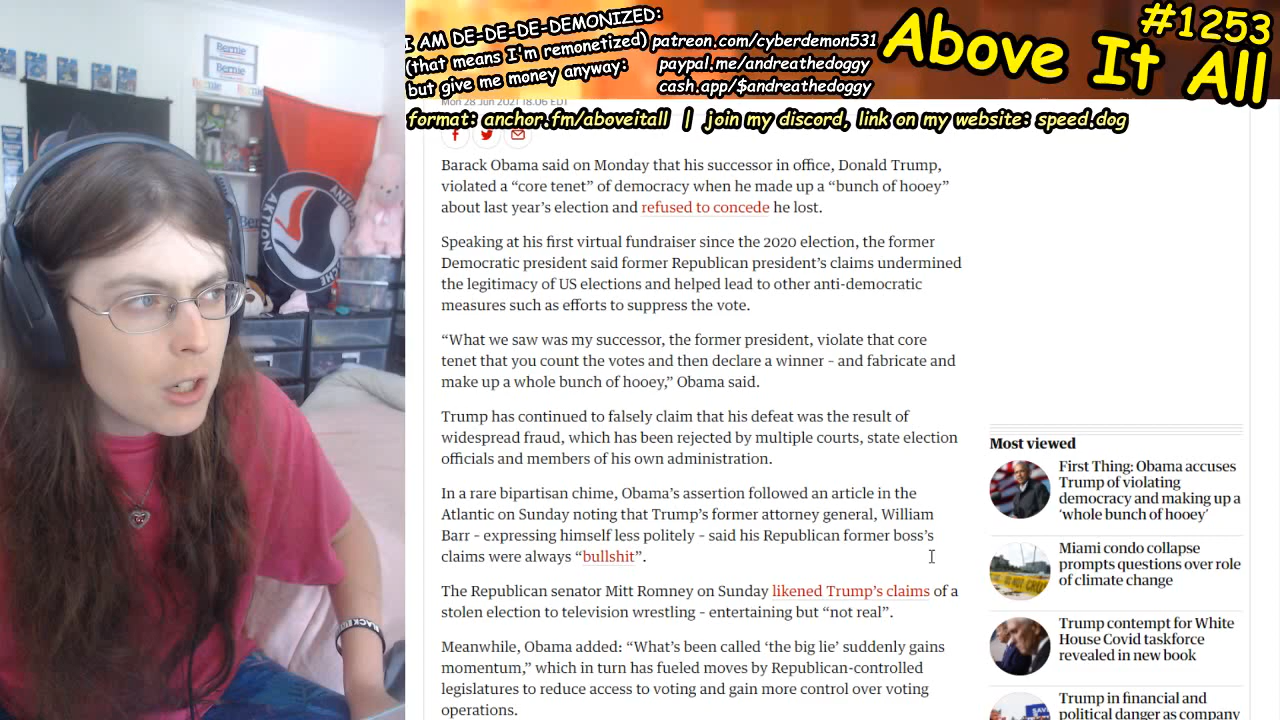 I AM DE-DE-DE-DEMONIZED:
(that means I'm remonetized)
but give me money anyway:
patreon.com/cyberdemon531
paypal.me/andreathedoggy
cash.app/$andreathedoggy
Above It All
#1253
Mon 28 Jun 2021 18.06 EDT
format: anchor.fm/aboveitall | join my discord, link on my website: speed.dog
Bernie
Bernie
Bernie
AKTION
Barack Obama said on Monday that his successor in office, Donald Trump,
violated a “core tenet” of democracy when he made up a “bunch of hooey”
about last year’s election and refused to concede he lost.
Speaking at his first virtual fundraiser since the 2020 election, the former
Democratic president said former Republican president’s claims undermined
the legitimacy of US elections and helped lead to other anti-democratic
measures such as efforts to suppress the vote.
“What we saw was my successor, the former president, violate that core
tenet that you count the votes and then declare a winner – and fabricate and
make up a whole bunch of hooey,” Obama said.
Trump has continued to falsely claim that his defeat was the result of
widespread fraud, which has been rejected by multiple courts, state election
officials and members of his own administration.
In a rare bipartisan chime, Obama’s assertion followed an article in the
Atlantic on Sunday noting that Trump’s former attorney general, William
Barr – expressing himself less politely – said his Republican former boss’s
claims were always “bullshit”.
The Republican senator Mitt Romney on Sunday likened Trump’s claims of a
stolen election to television wrestling – entertaining but “not real”.
Meanwhile, Obama added: “What’s been called ‘the big lie’ suddenly gains
momentum,” which in turn has fueled moves by Republican-controlled
legislatures to reduce access to voting and gain more control over voting
operations.
Most viewed
First Thing: Obama accuses
Trump of violating
democracy and making up a
‘whole bunch of hooey’
Miami condo collapse
prompts questions over role
of climate change
Trump contempt for White
House Covid taskforce
revealed in new book
Trump in financial and
political danger as company